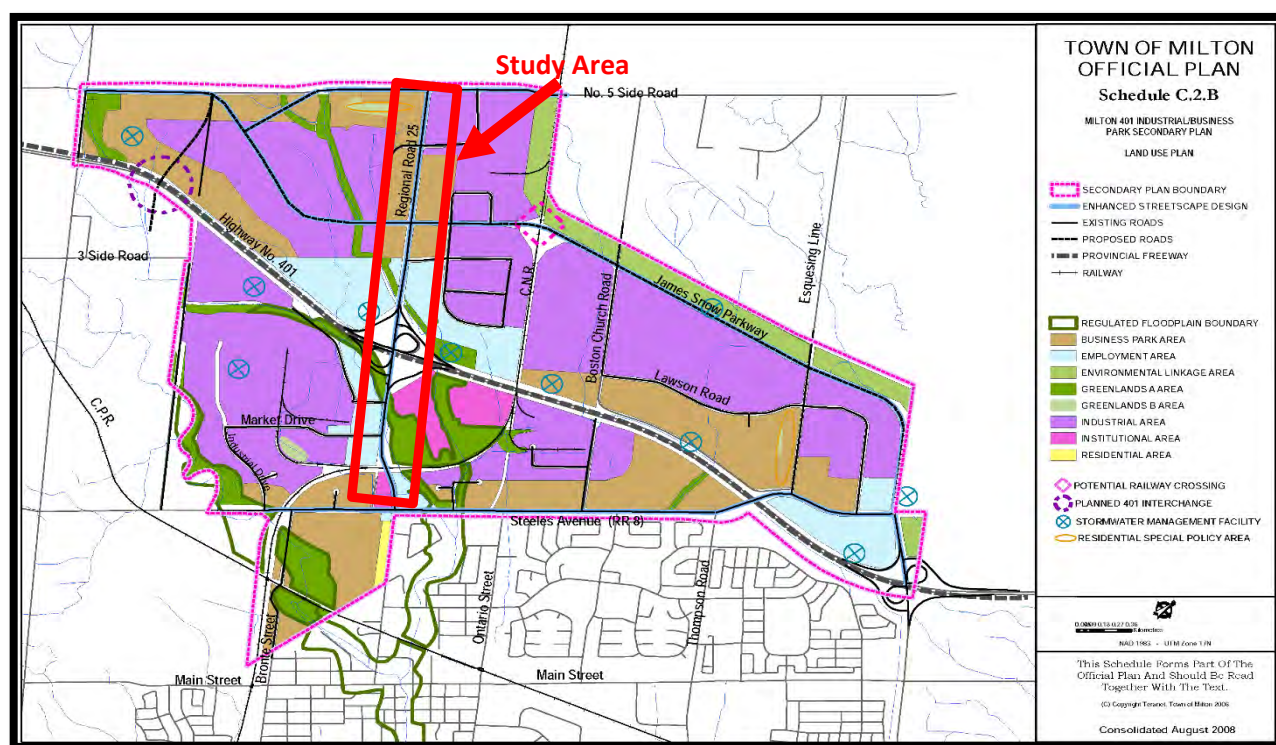 Study Area
No. 5 Side Road
Regional Road 25
Highway No. 401
3 Side Road
C.N.R.
Boston Church Road
Esquesing Line
James Snow Parkway
Lawson Road
C.P.R.
Market Drive
Industrial Drive
Steeles Avenue (RR 8)
Bronte Street
Ontario Street
Thompson Road
Main Street
Main Street
TOWN OF MILTON
OFFICIAL PLAN
Schedule C.2.B
MILTON 401 INDUSTRIAL/BUSINESS
PARK SECONDARY PLAN
LAND USE PLAN
SECONDARY PLAN BOUNDARY
ENHANCED STREETSCAPE DESIGN
EXISTING ROADS
PROPOSED ROADS
PROVINCIAL FREEWAY
RAILWAY
REGULATED FLOODPLAIN BOUNDARY
BUSINESS PARK AREA
EMPLOYMENT AREA
ENVIRONMENTAL LINKAGE AREA
GREENLANDS A AREA
GREENLANDS B AREA
INDUSTRIAL AREA
INSTITUTIONAL AREA
RESIDENTIAL AREA
POTENTIAL RAILWAY CROSSING
PLANNED 401 INTERCHANGE
STORMWATER MANAGEMENT FACILITY
RESIDENTIAL SPECIAL POLICY AREA
Kilometres
NAD 1983 - UTM Zone 17N
This Schedule Forms Part Of The
Official Plan And Should Be Read
Together With The Text.
(C) Copyright Teranet, Town of Milton 2006
Consolidated August 2008